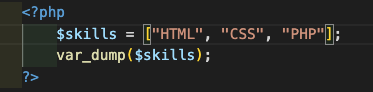 <?php
$skills = ["HTML", "CSS", "PHP"];
var_dump($skills);
?>